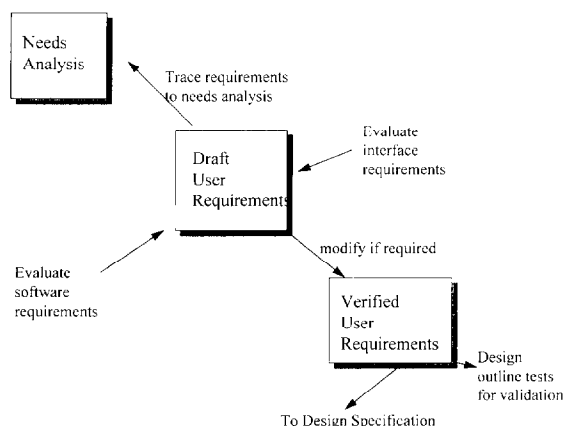 Needs
Analysis
Trace requirements
to needs analysis
Evaluate
interface
requirements
Draft
User
Requirements
modify if required
Evaluate
software
requirements
Verified
User
Requirements
Design
outline tests
for validation
To Design Specification